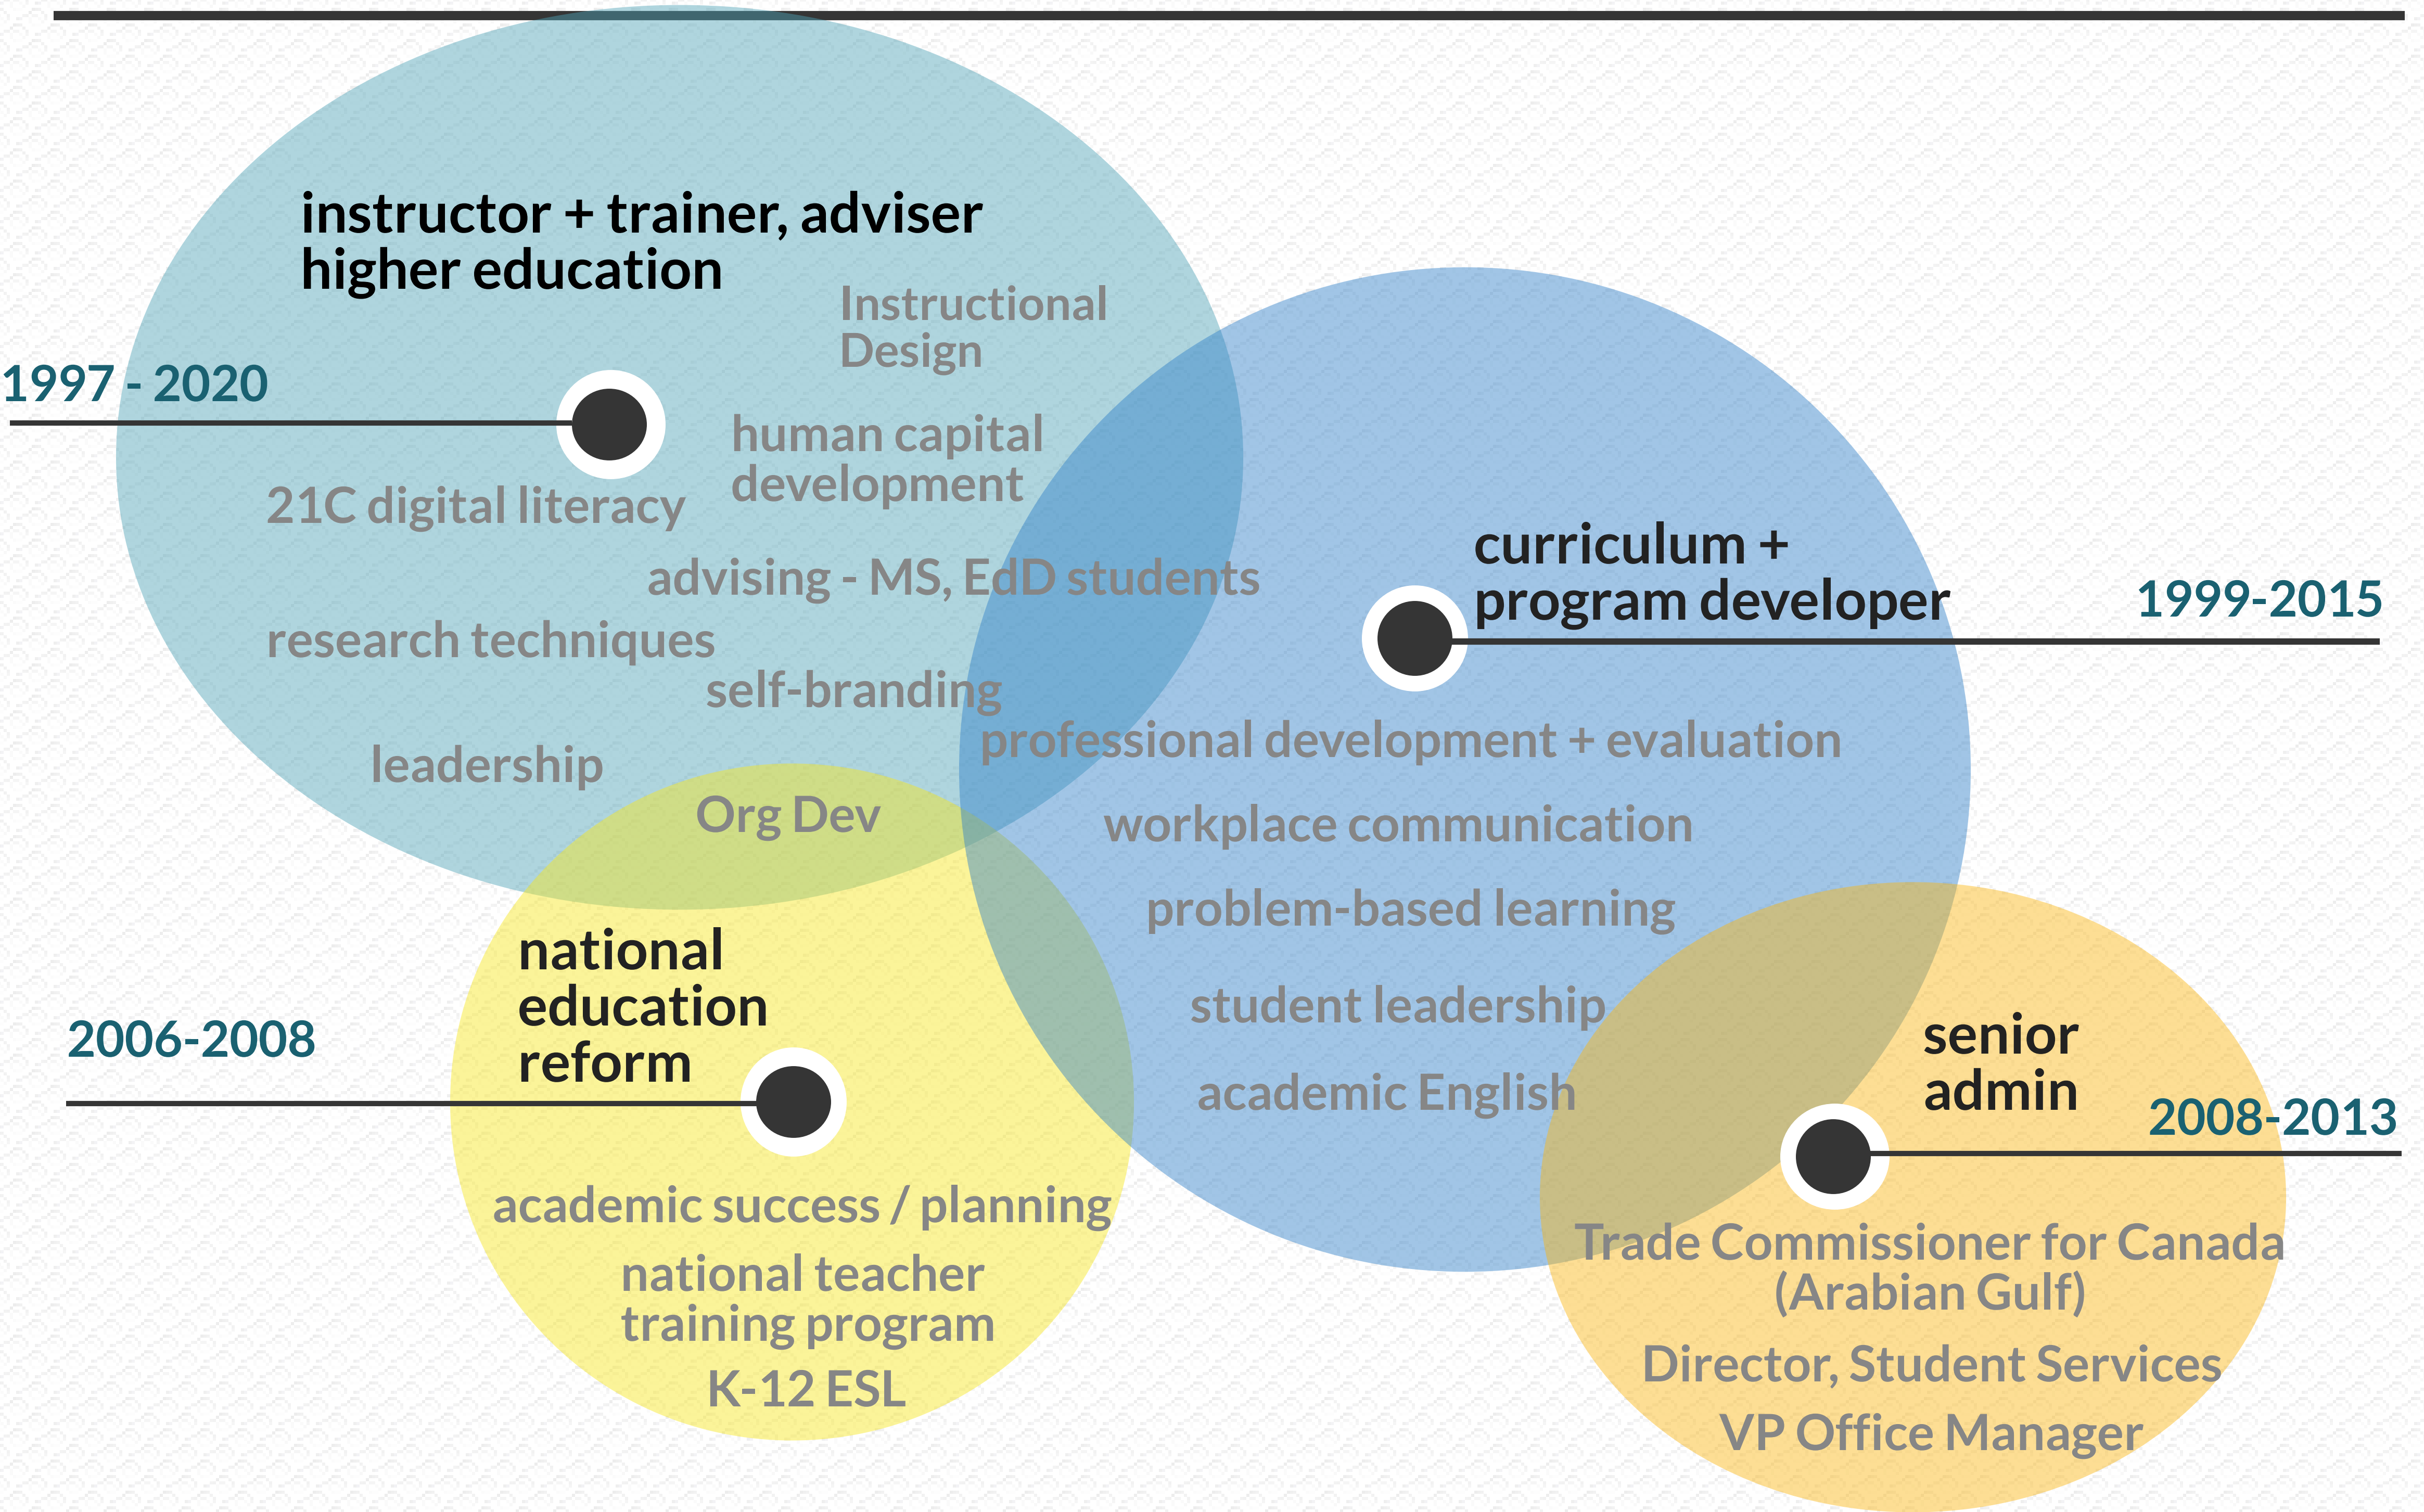 instructor + trainer, adviser
higher education
Instructional
Design
1997 - 2020
human capital
development
21C digital literacy
advising - MS, EdD students
research techniques
self-branding
leadership
Org Dev
curriculum +
program developer
1999-2015
professional development + evaluation
workplace communication
problem-based learning
student leadership
academic English
national
education
reform
2006-2008
academic success / planning
national teacher
training program
K-12 ESL
senior
admin
2008-2013
Trade Commissioner for Canada
(Arabian Gulf)
Director, Student Services
VP Office Manager